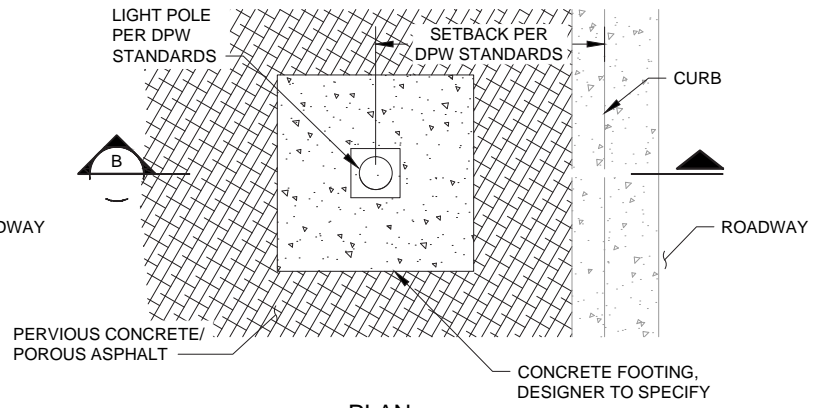 LIGHT POLE
PER DPW
STANDARDS
SETBACK PER
DPW STANDARDS
CURB
B
ROADWAY
PERVIOUS CONCRETE/
POROUS ASPHALT
CONCRETE FOOTING,
DESIGNER TO SPECIFY